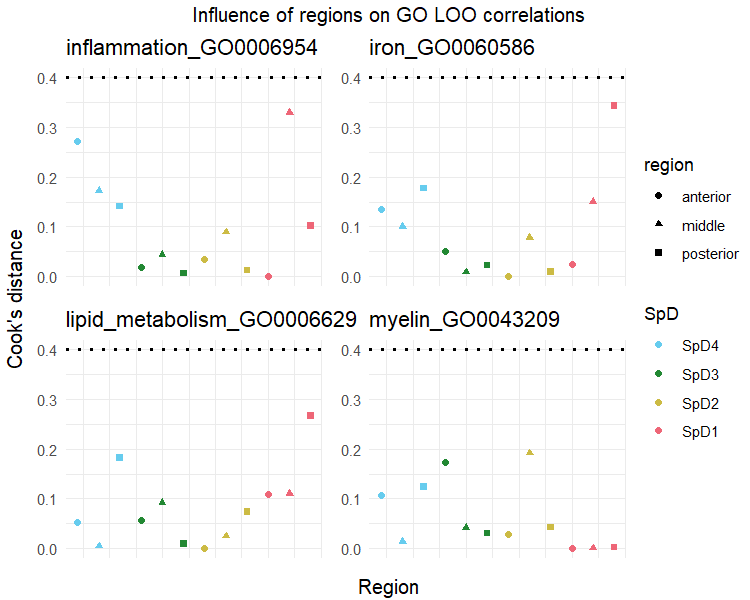 Influence of regions on GO LOO correlations
inflammation_GO0006954
iron_GO0060586
0.4
0.3
0.2
0.1
0.0
0.4
0.3
0.2
0.1
0.0
lipid_metabolism_GO0006629
myelin_GO0043209
0.4
0.3
0.2
0.1
0.0
0.4
0.3
0.2
0.1
0.0
Cook's distance
Region
region
anterior
middle
posterior
SpD
SpD4
SpD3
SpD2
SpD1